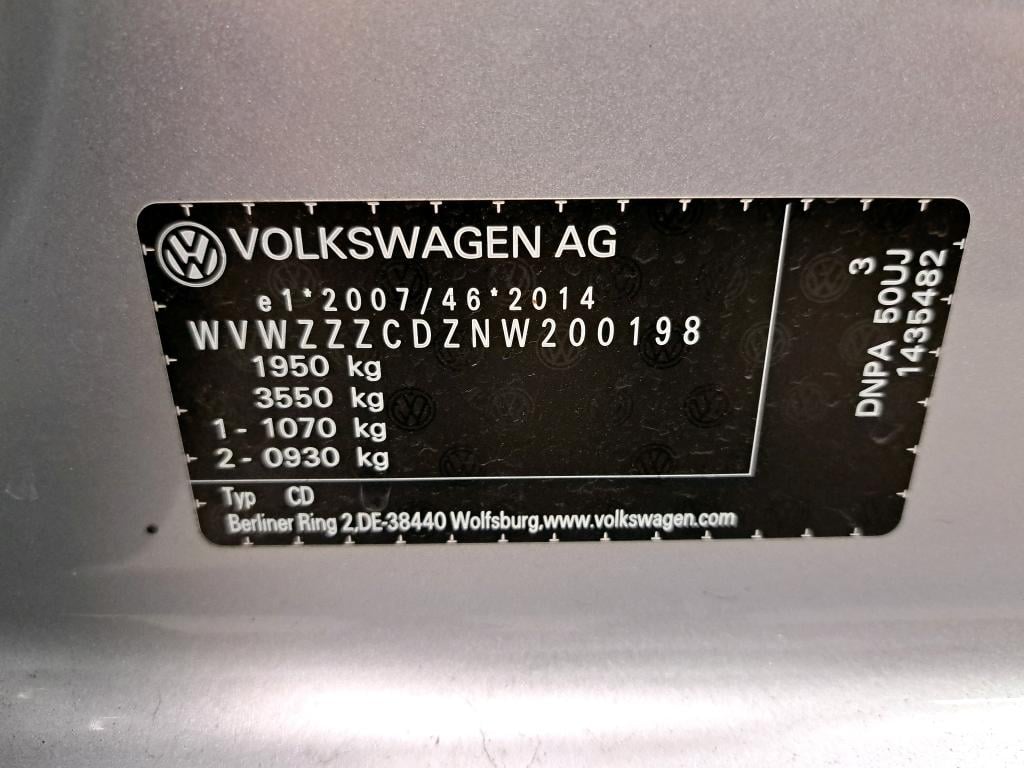 VOLKSWAGEN AG
e1*2007/46*2014
WVWZZZCDZNW200198
1950 kg
3550 kg
1- 1070 kg
2- 0930 kg
Typ CD
Berliner Ring 2,DE-38440 Wolfsburg,www.volkswagen.com
3
DNPA 50UJ
1435482